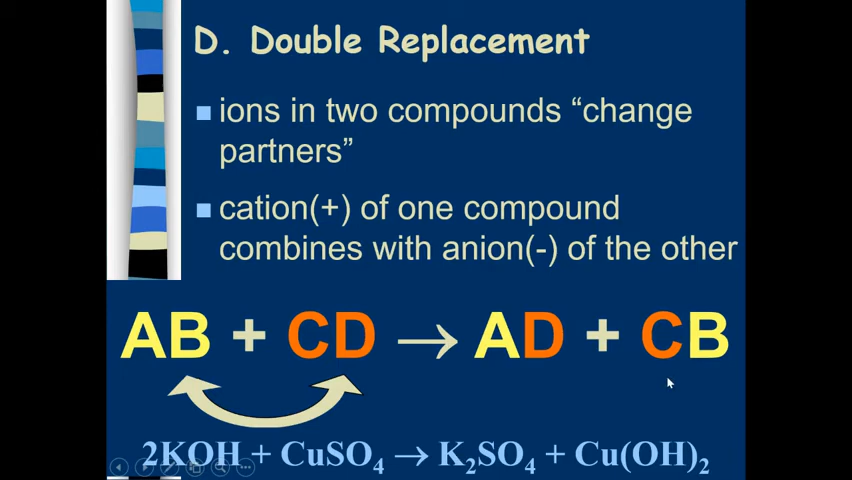 D. Double Replacement
ions in two compounds “change
partners”
cation(+) of one compound
combines with anion(-) of the other
AB + CD → AD + CB
2KOH + CuSO₄ → K₂SO₄ + Cu(OH)₂